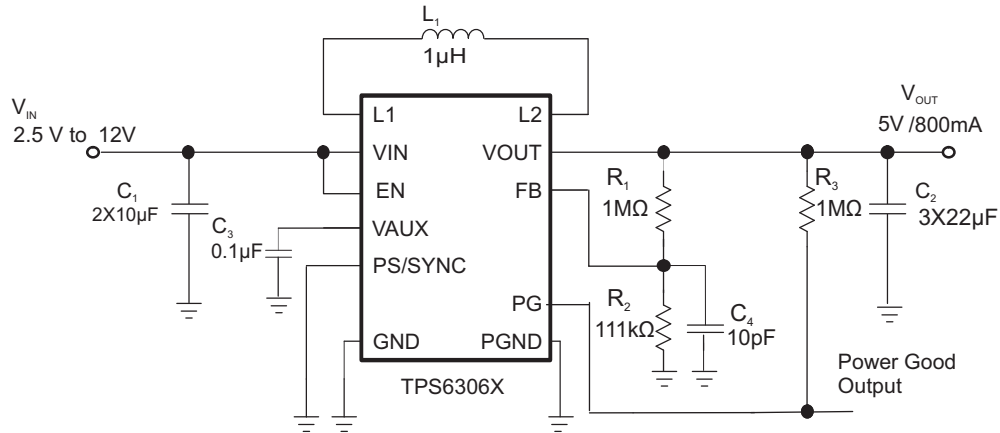 L1
1µH
VIN
2.5 V to 12V
VOUT
5V /800mA
L1
L2
VIN
VOUT
EN
FB
VAUX
PS/SYNC
PG
GND
PGND
TPS6306X
C1
2X10µF
C3
0.1µF
R1
1MΩ
R3
1MΩ
C2
3X22µF
R2
111kΩ
C4
10pF
Power Good
Output